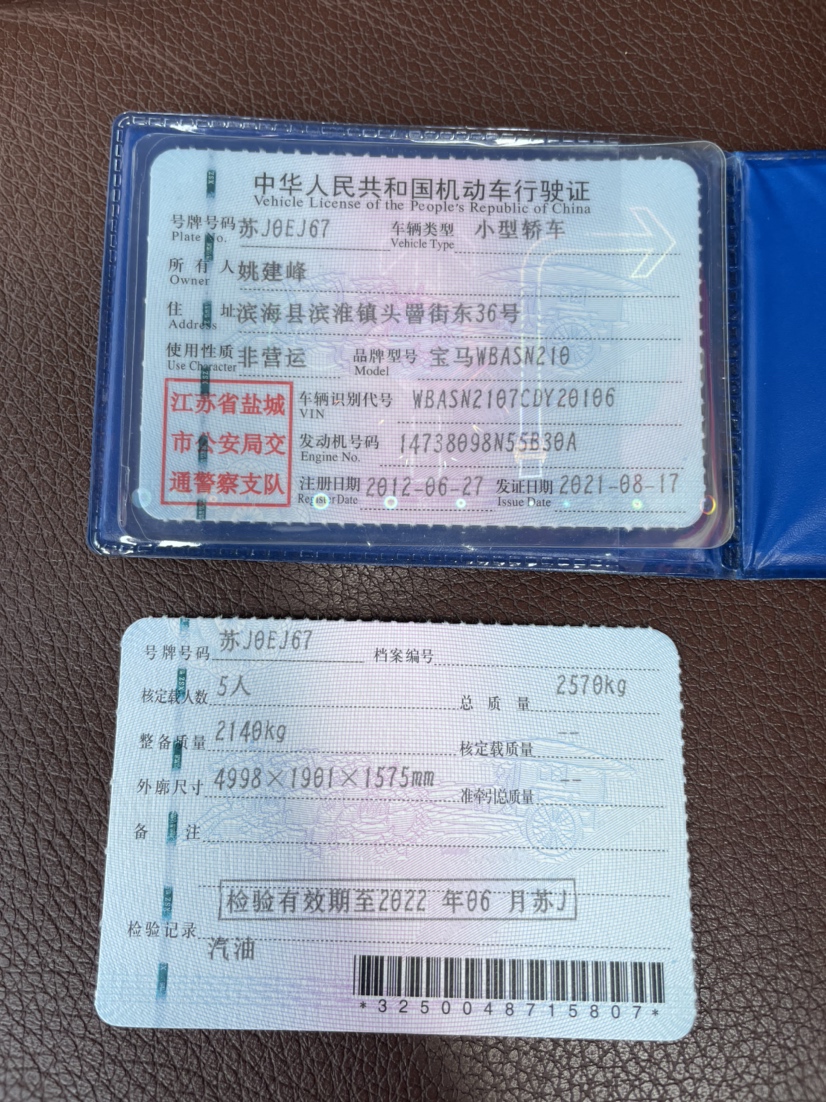 中华人民共和国机动车行驶证
Vehicle License of the People's Republic of China
号牌号码 苏J0EJ67 车辆类型 小型轿车
Plate No. Vehicle Type
所有人 姚建峰
Owner
住址 滨海县滨淮镇头罾街东36号
Address
使用性质 非营运 品牌型号 宝马WBASN210
Use Character Model
江苏省盐城
市公安局交
通警察支队
车辆识别代号 WBASN2107CDY20106
VIN
发动机号码 14738098N55B30A
Engine No.
注册日期 2012-06-27 发证日期 2021-08-17
Register Date Issue Date
号牌号码 苏J0EJ67 档案编号
核定载人数 5人 总质量 2570kg
整备质量 2140kg 核定载质量 --
外廓尺寸 4998×1901×1575mm 准牵引总质量 --
备注
检验有效期至2022 年06 月苏J
检验记录
汽油
*3250048715807*